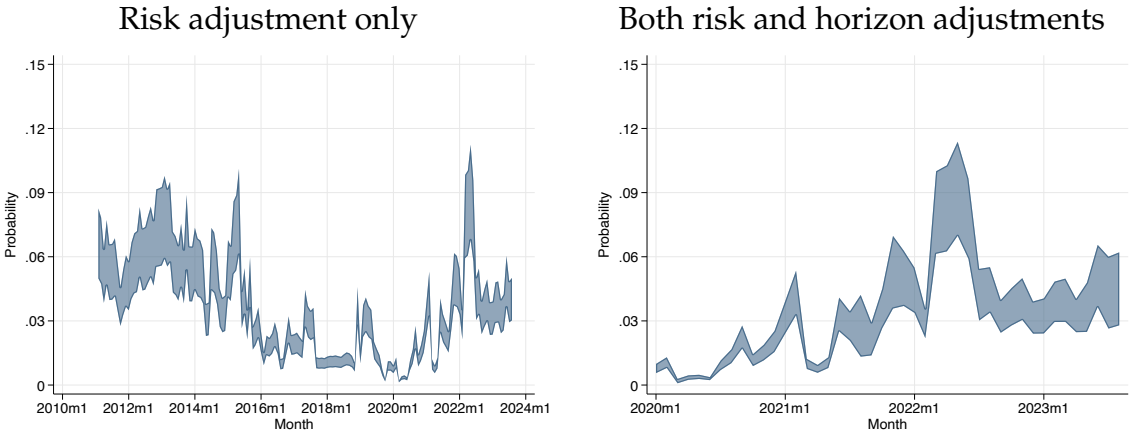 Risk adjustment only
Both risk and horizon adjustments
.15
.12
.09
.06
.03
0
Probability
2010m1 2012m1 2014m1 2016m1 2018m1 2020m1 2022m1 2024m1
Month
.15
.12
.09
.06
.03
0
Probability
2020m1 2021m1 2022m1 2023m1
Month